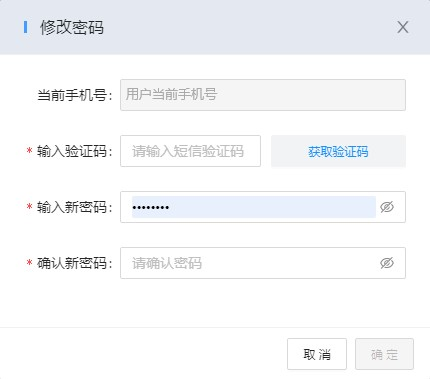 修改密码
当前手机号: 用户当前手机号
* 输入验证码: 请输入短信验证码 获取验证码
* 输入新密码: ••••••••
* 确认新密码: 请确认密码
取消 确定